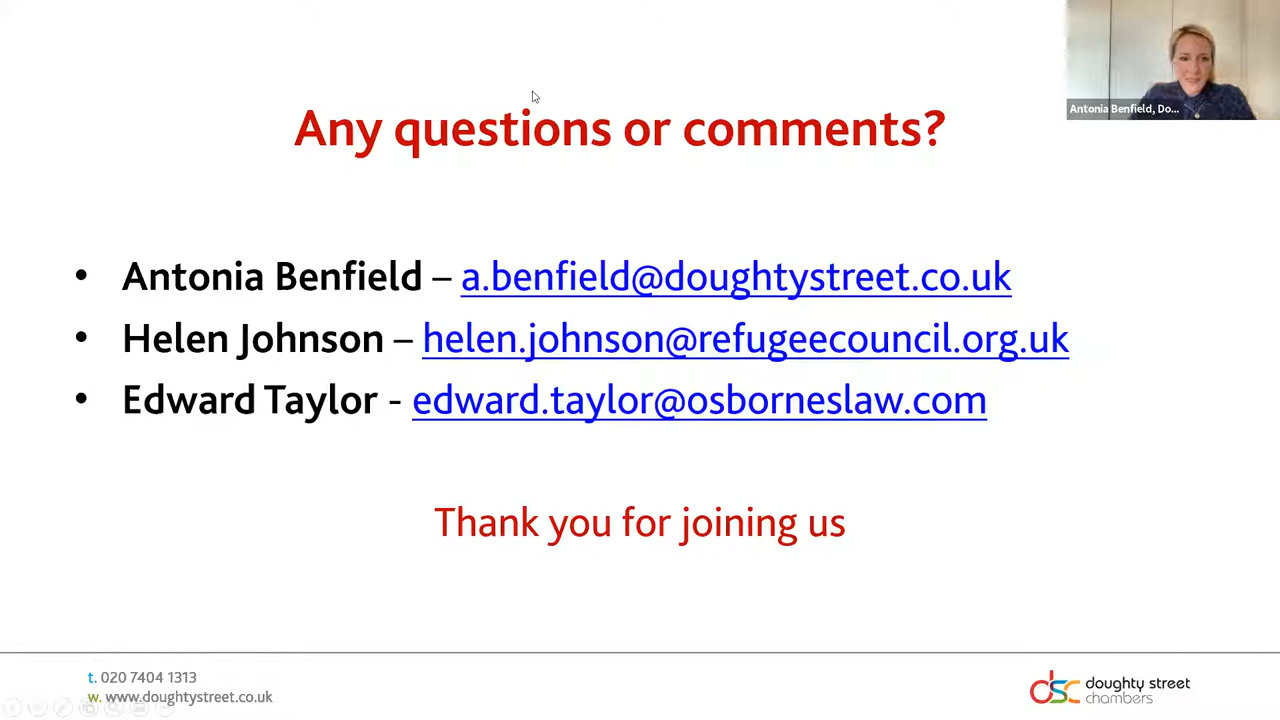 Antonia Benfield, Do...
Any questions or comments?
• Antonia Benfield – a.benfield@doughtystreet.co.uk
• Helen Johnson – helen.johnson@refugeecouncil.org.uk
• Edward Taylor - edward.taylor@osborneslaw.com
Thank you for joining us
t. 020 7404 1313
w. www.doughtystreet.co.uk
dsc doughty street
chambers